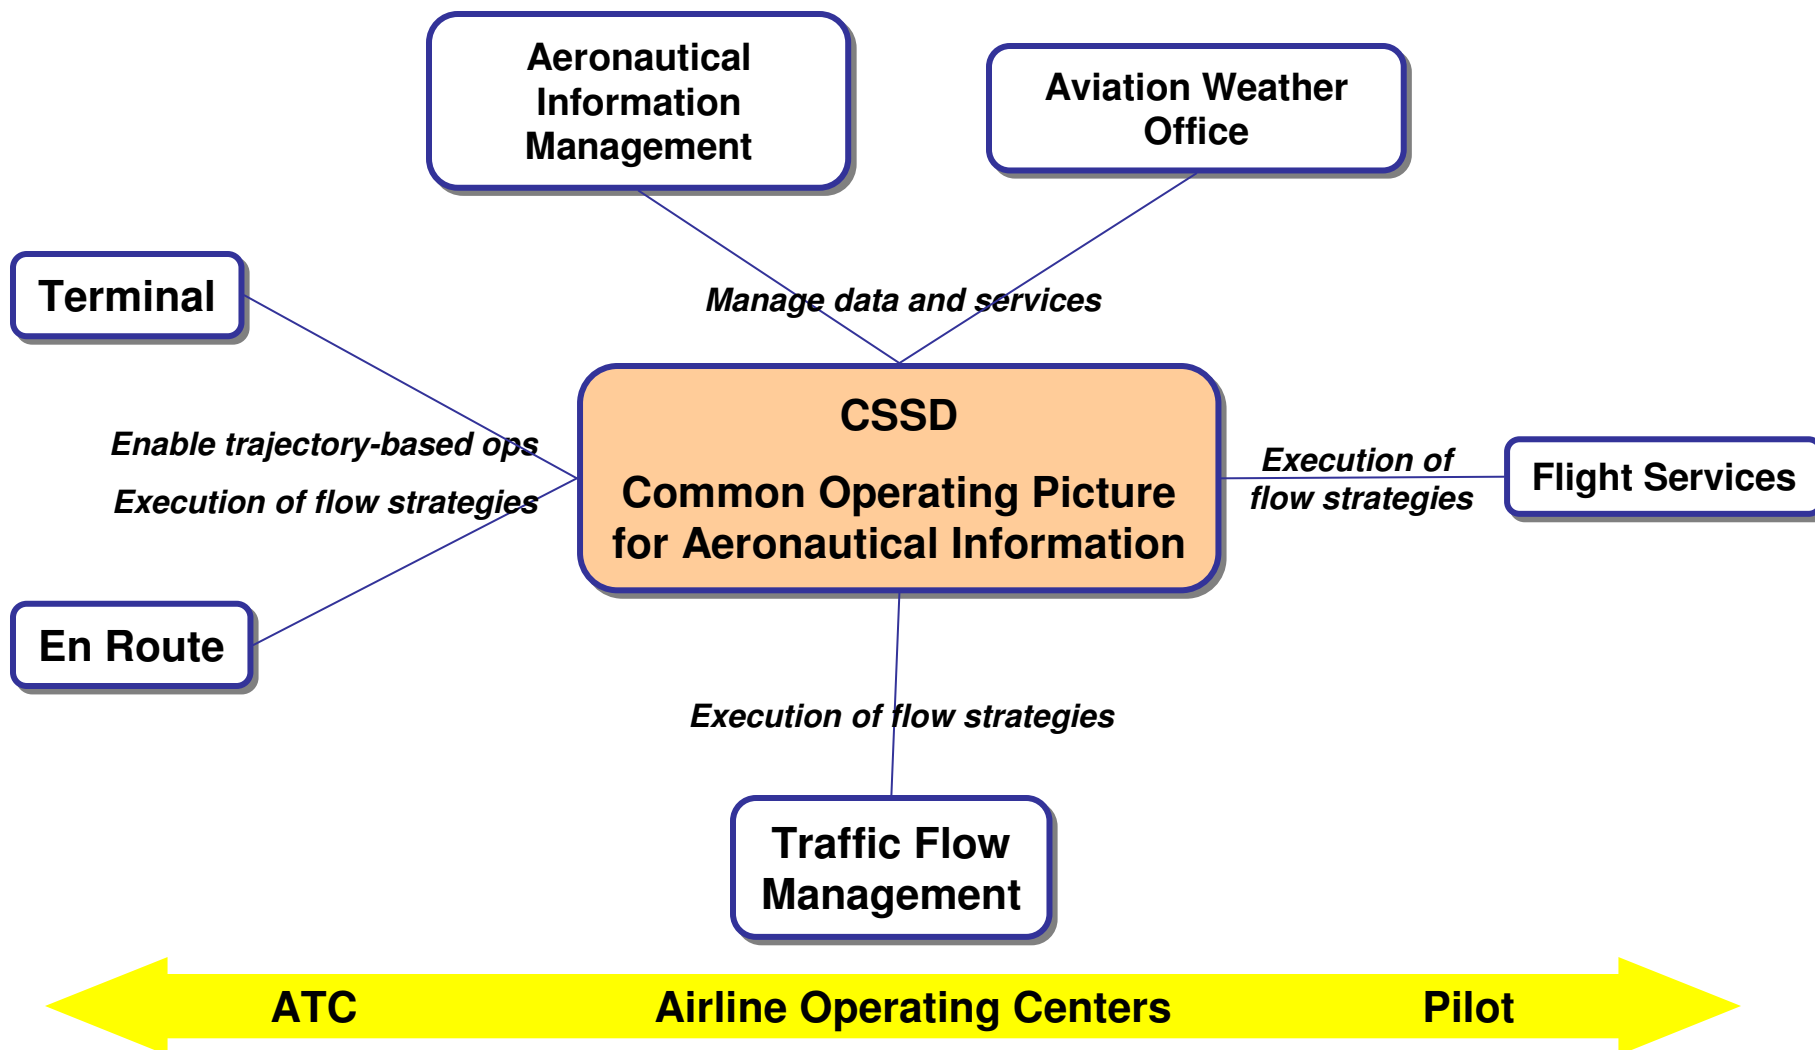 Aeronautical
Information
Management
Aviation Weather
Office
Terminal
Manage data and services
CSSD
Common Operating Picture
for Aeronautical Information
Enable trajectory-based ops
Execution of flow strategies
Execution of
flow strategies
Flight Services
En Route
Execution of flow strategies
Traffic Flow
Management
ATC
Airline Operating Centers
Pilot